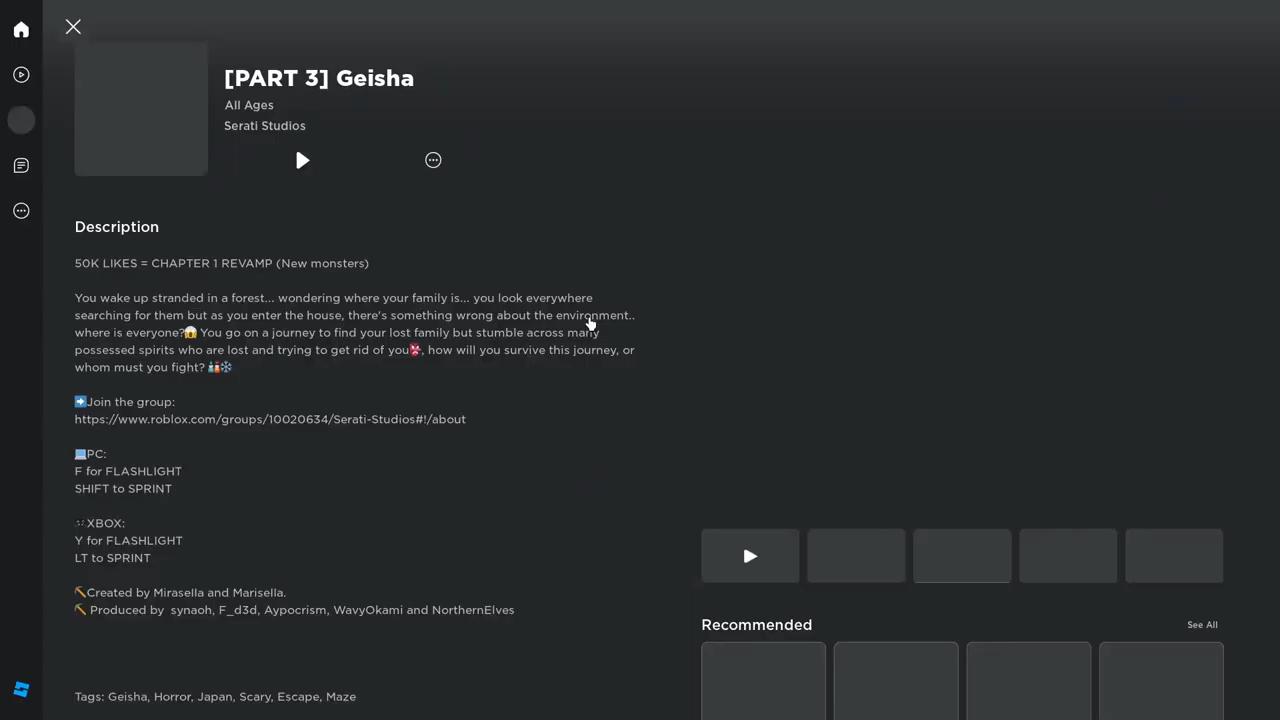 [PART 3] Geisha
All Ages
Serati Studios
Description
50K LIKES = CHAPTER 1 REVAMP (New monsters)
You wake up stranded in a forest... wondering where your family is... you look everywhere
searching for them but as you enter the house, there's something wrong about the environment..
where is everyone?😱 You go on a journey to find your lost family but stumble across many
possessed spirits who are lost and trying to get rid of you👺, how will you survive this journey, or
whom must you fight? 🎎❄️
➡️Join the group:
https://www.roblox.com/groups/10020634/Serati-Studios#!/about
💻PC:
F for FLASHLIGHT
SHIFT to SPRINT
🎮XBOX:
Y for FLASHLIGHT
LT to SPRINT
⛏️Created by Mirasella and Marisella.
⛏️ Produced by  synaoh, F_d3d, Aypocrism, WavyOkami and NorthernElves
Tags: Geisha, Horror, Japan, Scary, Escape, Maze
Recommended
See All